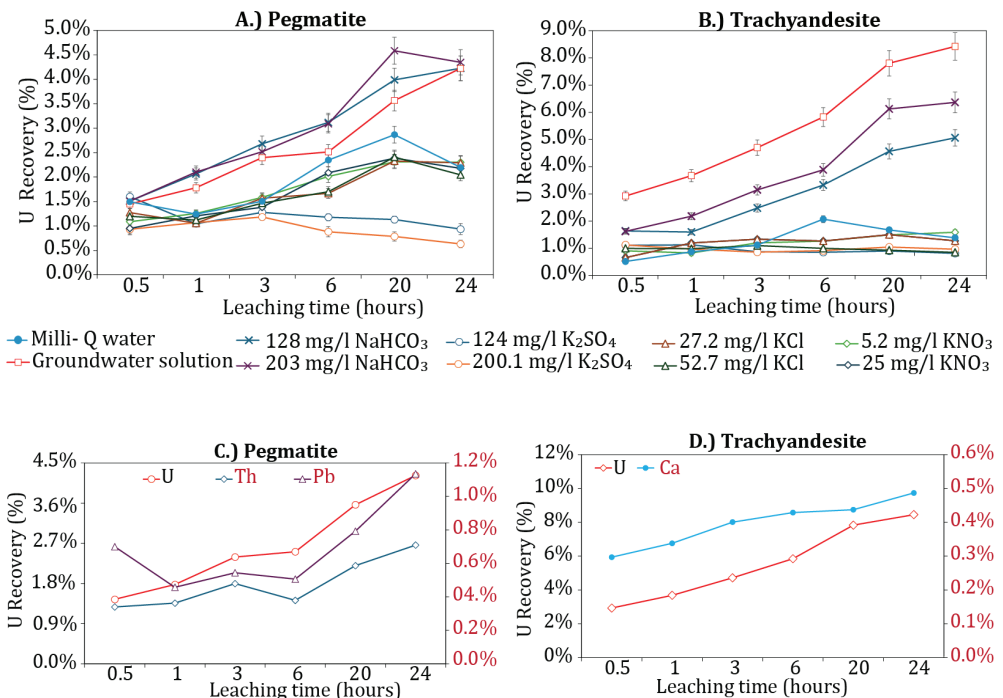 A.) Pegmatite
U Recovery (%)
5.0%
4.5%
4.0%
3.5%
3.0%
2.5%
2.0%
1.5%
1.0%
0.5%
0.0%
0.5 1 3 6 20 24
Leaching time (hours)
B.) Trachyandesite
U Recovery (%)
9.0%
8.0%
7.0%
6.0%
5.0%
4.0%
3.0%
2.0%
1.0%
0.0%
0.5 1 3 6 20 24
Leaching time (hours)
Milli- Q water 128 mg/l NaHCO₃ 124 mg/l K₂SO₄ 27.2 mg/l KCl 5.2 mg/l KNO₃
Groundwater solution 203 mg/l NaHCO₃ 200.1 mg/l K₂SO₄ 52.7 mg/l KCl 25 mg/l KNO₃
C.) Pegmatite
U Recovery (%)
4.5%
3.6%
2.7%
1.8%
0.9%
0.0%
U Th Pb
1.2%
1.0%
0.8%
0.6%
04.%
0.2%
0.0%
0.5 1 3 6 20 24
Leaching time (hours)
D.) Trachyandesite
U Recovery (%)
12%
10%
8%
6%
4%
2%
0%
U Ca
0.6%
0.5%
0.4%
0.3%
0.2%
0.1%
0.0%
0.5 1 3 6 20 24
Leaching time (hours)